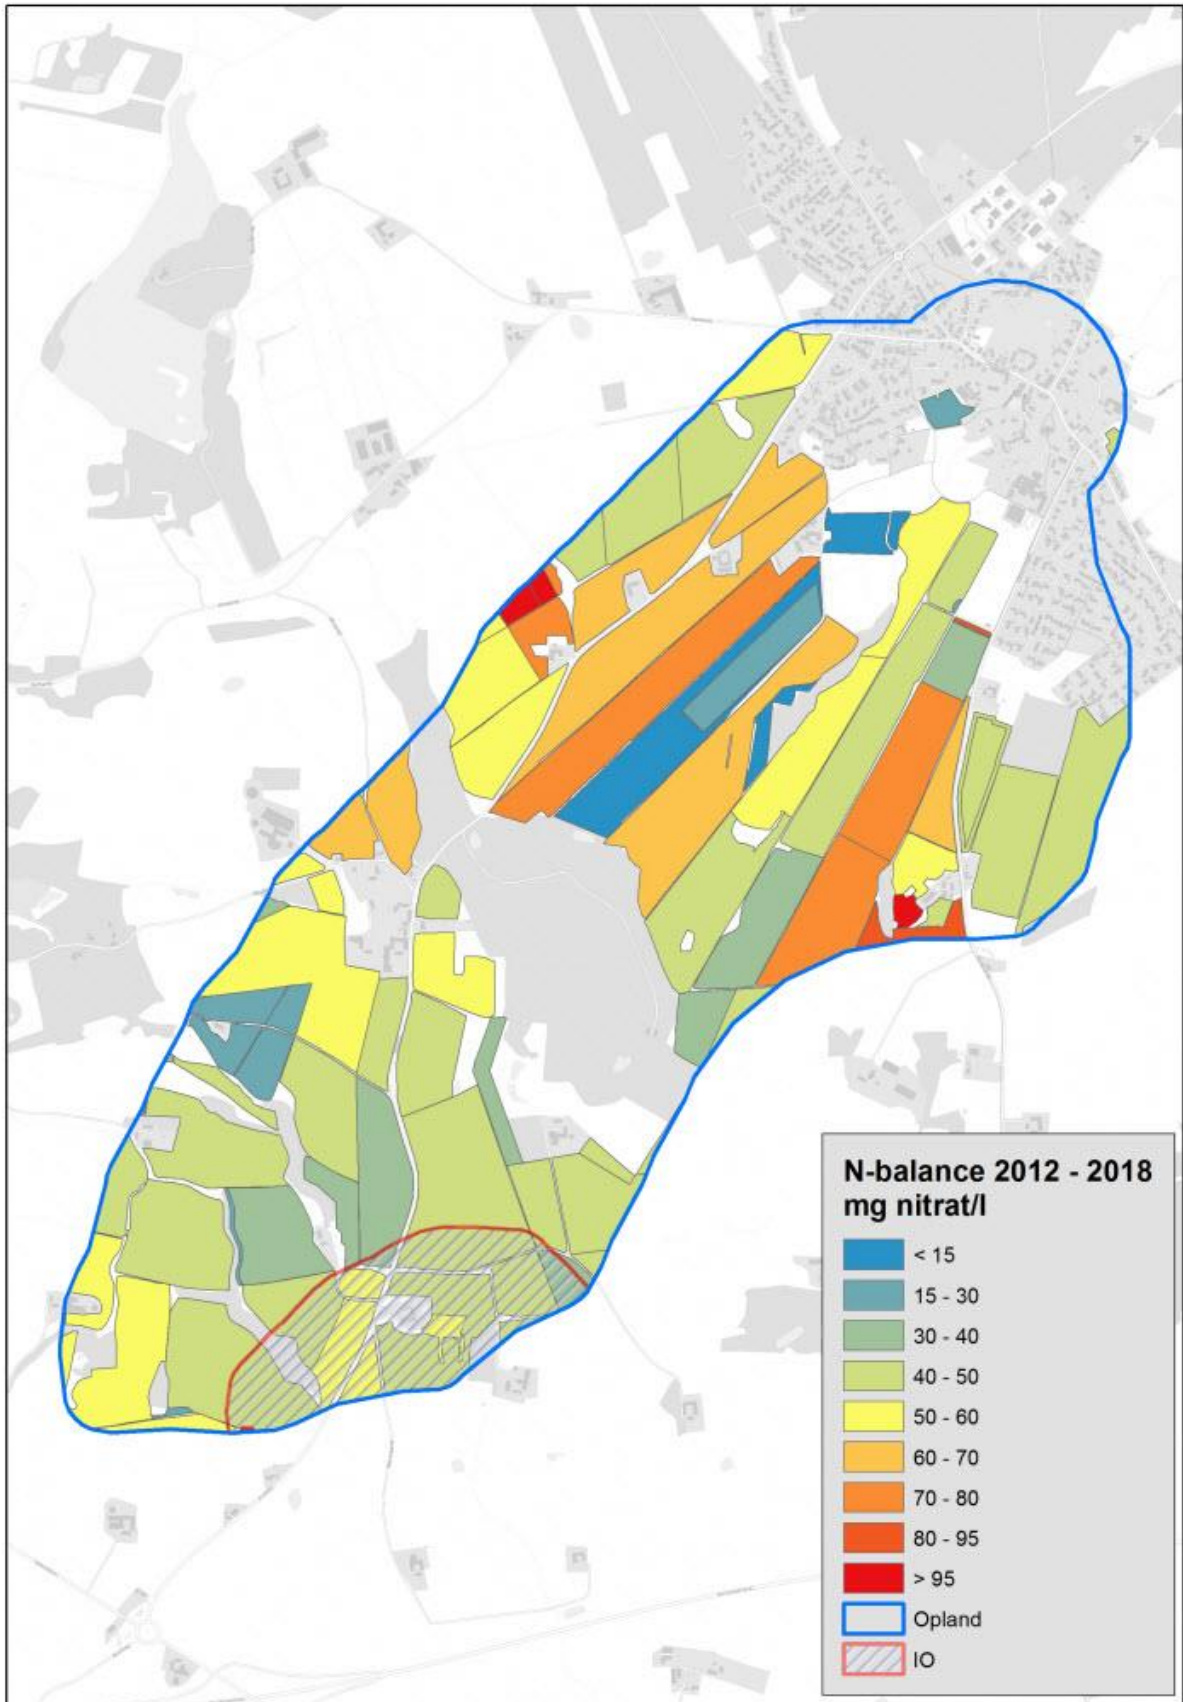 N-balance 2012 - 2018
mg nitrat/l
< 15
15 - 30
30 - 40
40 - 50
50 - 60
60 - 70
70 - 80
80 - 95
> 95
Opland
IO